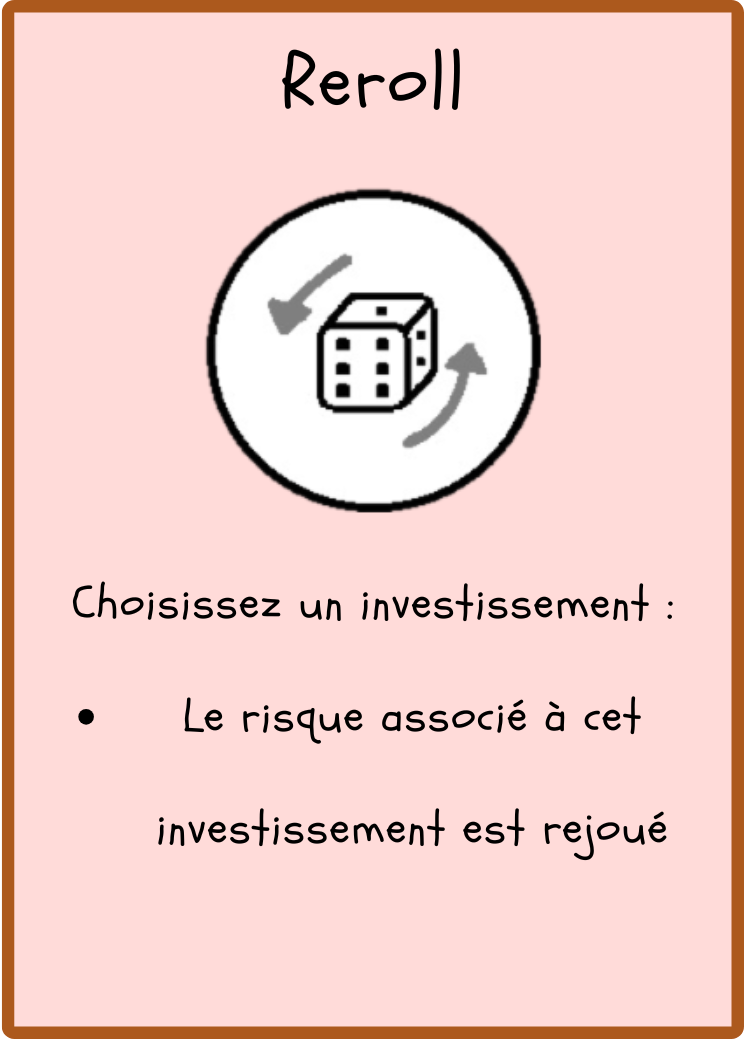 Reroll
Choisissez un investissement :
• Le risque associé à cet
investissement est rejoué